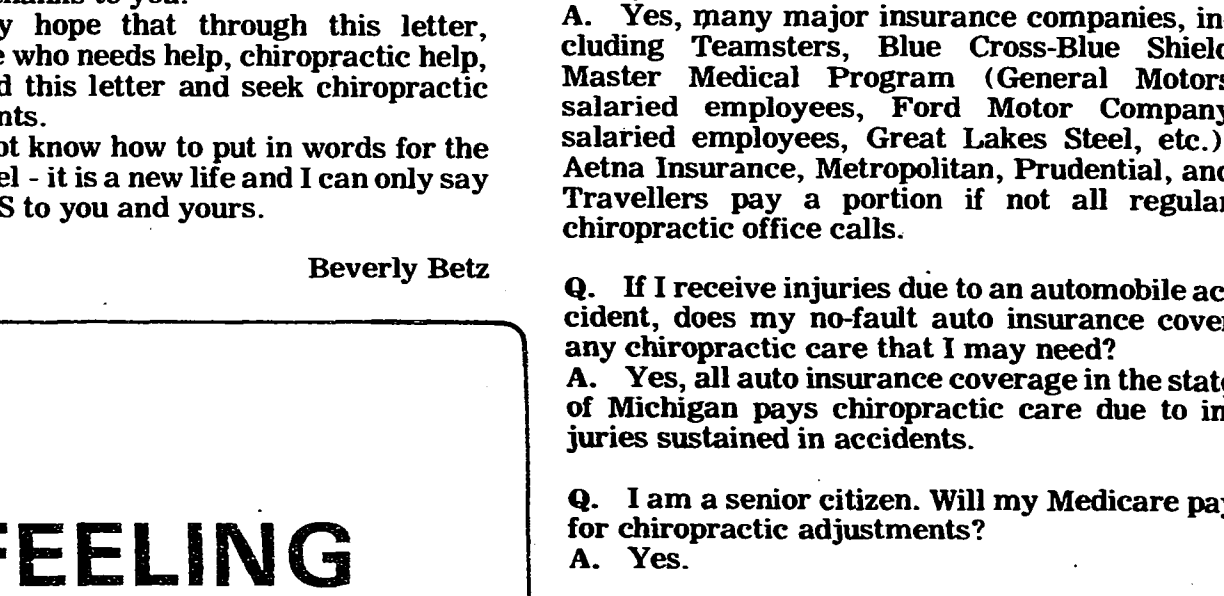 y hope that through this letter,
who needs help, chiropractic help,
d this letter and seek chiropractic
nts.
ot know how to put in words for the
el - it is a new life and I can only say
S to you and yours.
Beverly Betz
FEELING
A. Yes, many major insurance companies, in-
cluding Teamsters, Blue Cross-Blue Shield
Master Medical Program (General Motors
salaried employees, Ford Motor Company
salaried employees, Great Lakes Steel, etc.)
Aetna Insurance, Metropolitan, Prudential, and
Travellers pay a portion if not all regular
chiropractic office calls.
Q. If I receive injuries due to an automobile ac-
cident, does my no-fault auto insurance cover
any chiropractic care that I may need?
A. Yes, all auto insurance coverage in the state
of Michigan pays chiropractic care due to in-
juries sustained in accidents.
Q. I am a senior citizen. Will my Medicare pay
for chiropractic adjustments?
A. Yes.